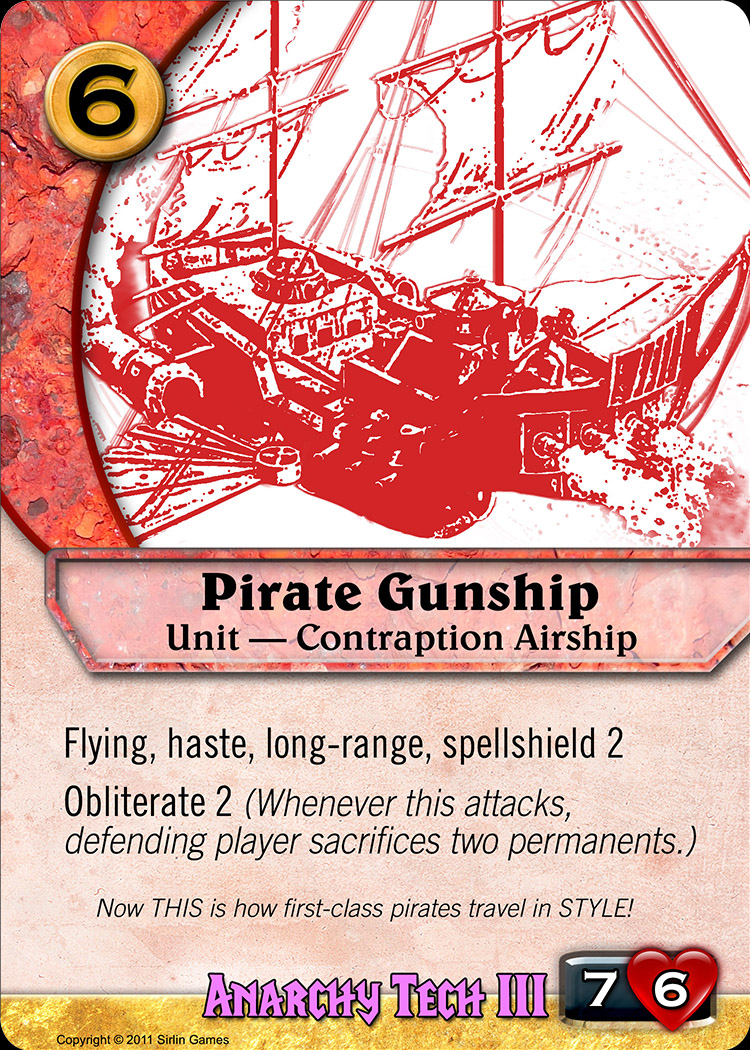 6
Pirate Gunship
Unit — Contraption Airship
Flying, haste, long-range, spellshield 2
Obliterate 2 (Whenever this attacks,
defending player sacrifices two permanents.)
Now THIS is how first-class pirates travel in STYLE!
Anarchy Tech III
7 6
Copyright © 2011 Sirlin Games